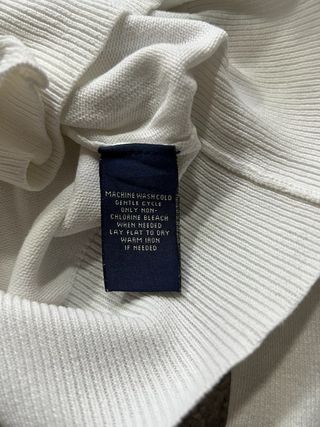 MACHINE WASH COLD
GENTLE CYCLE
ONLY NON-
CHLORINE BLEACH
WHEN NEEDED
LAY FLAT TO DRY
WARM IRON
IF NEEDED